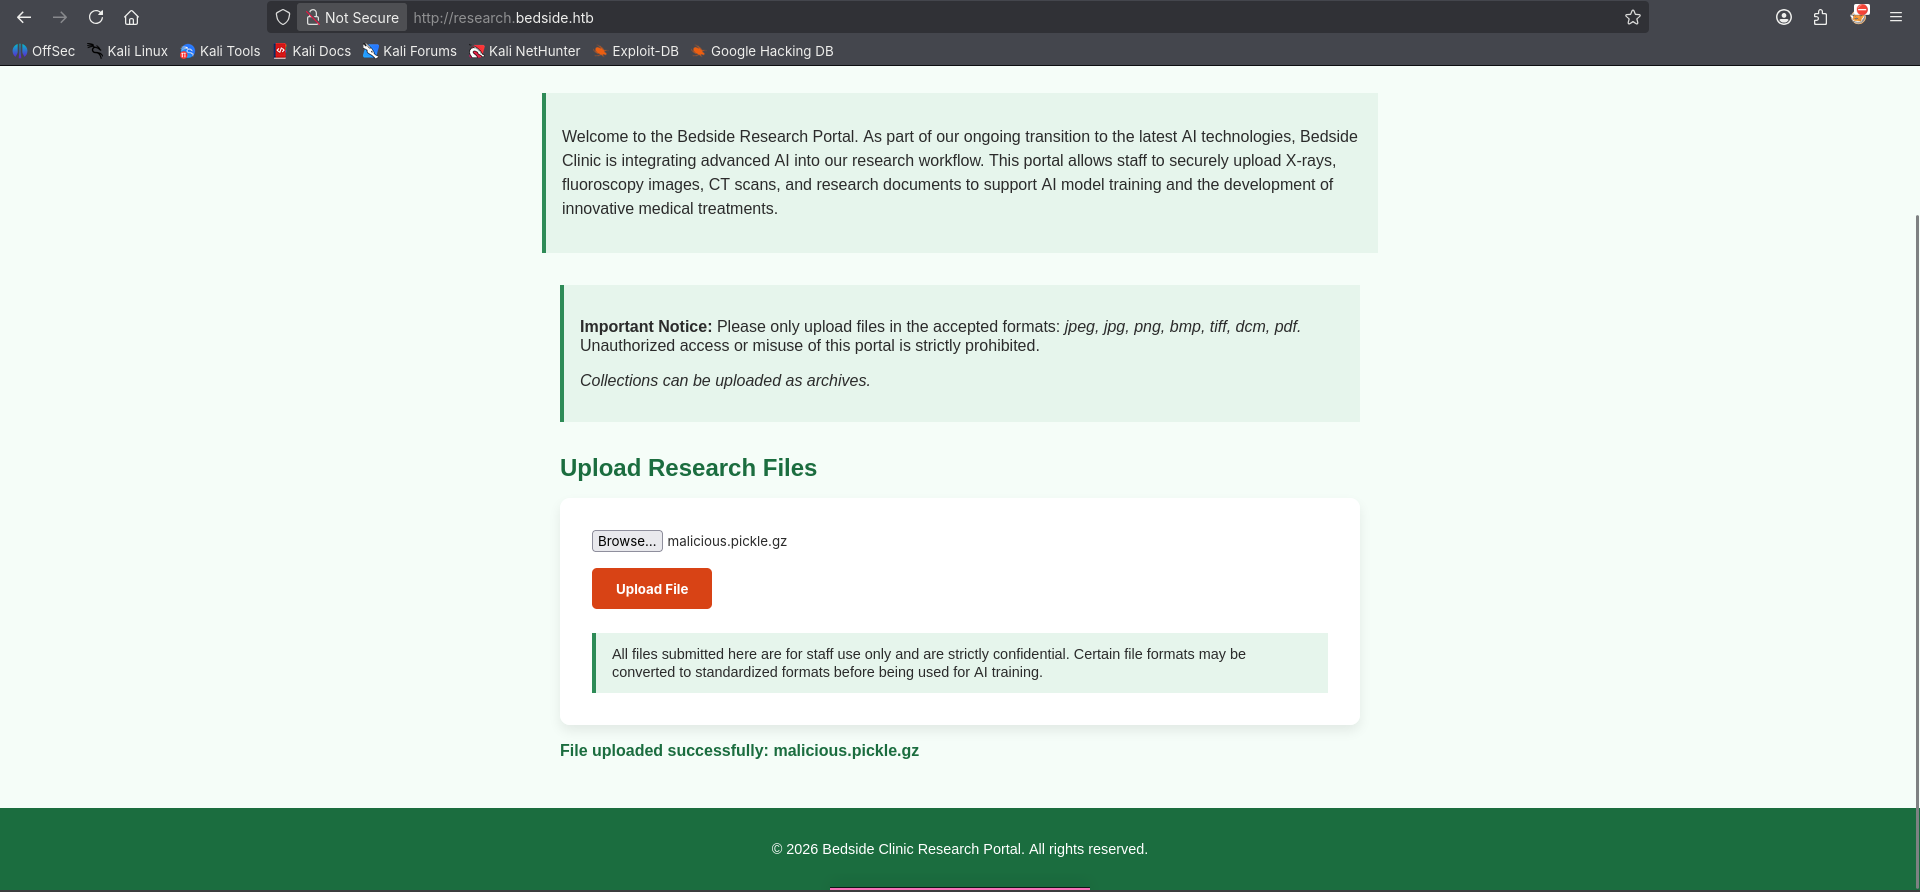 Not Secure http://research.bedside.htb
OffSec Kali Linux Kali Tools Kali Docs Kali Forums Kali NetHunter Exploit-DB Google Hacking DB
Welcome to the Bedside Research Portal. As part of our ongoing transition to the latest AI technologies, Bedside
Clinic is integrating advanced AI into our research workflow. This portal allows staff to securely upload X-rays,
fluoroscopy images, CT scans, and research documents to support AI model training and the development of
innovative medical treatments.
Important Notice: Please only upload files in the accepted formats: jpeg, jpg, png, bmp, tiff, dcm, pdf.
Unauthorized access or misuse of this portal is strictly prohibited.
Collections can be uploaded as archives.
Upload Research Files
Browse... malicious.pickle.gz
Upload File
All files submitted here are for staff use only and are strictly confidential. Certain file formats may be
converted to standardized formats before being used for AI training.
File uploaded successfully: malicious.pickle.gz
© 2026 Bedside Clinic Research Portal. All rights reserved.